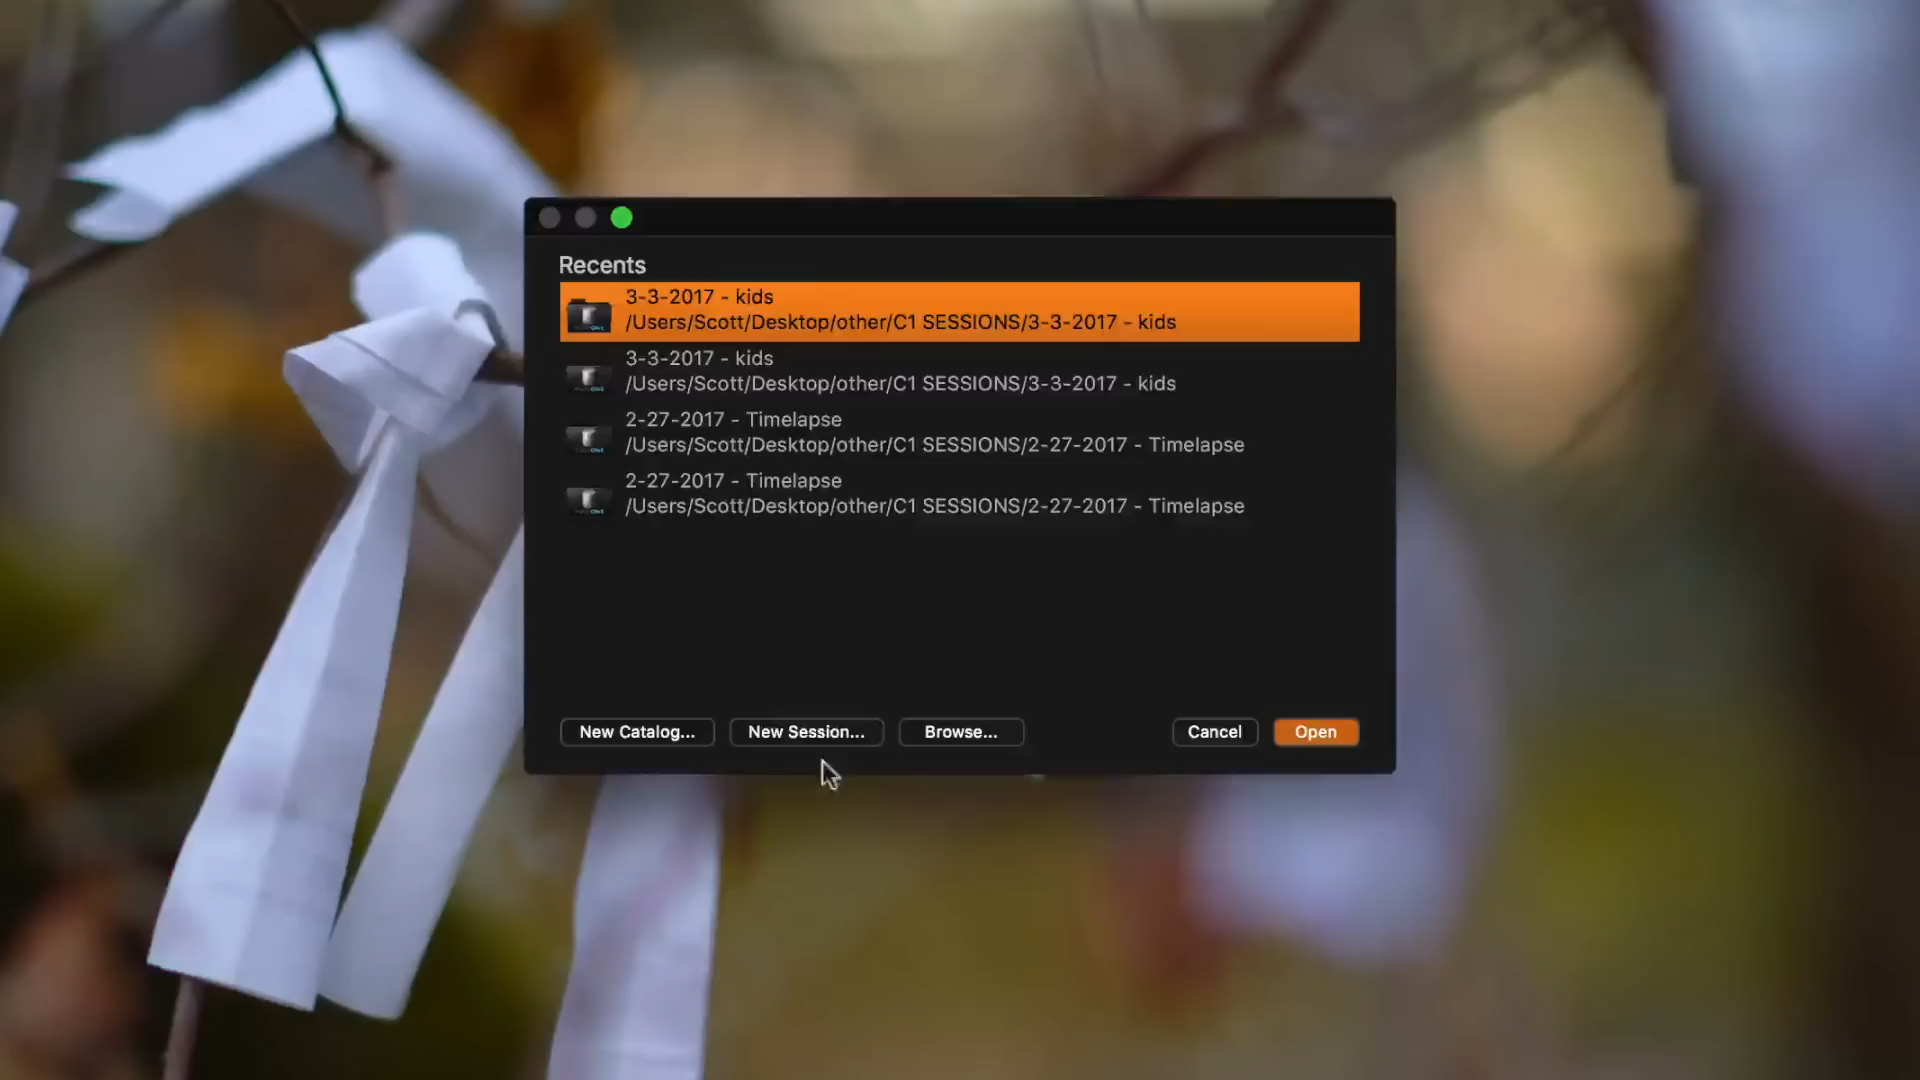 Recents
3-3-2017 - kids
/Users/Scott/Desktop/other/C1 SESSIONS/3-3-2017 - kids
3-3-2017 - kids
/Users/Scott/Desktop/other/C1 SESSIONS/3-3-2017 - kids
2-27-2017 - Timelapse
/Users/Scott/Desktop/other/C1 SESSIONS/2-27-2017 - Timelapse
2-27-2017 - Timelapse
/Users/Scott/Desktop/other/C1 SESSIONS/2-27-2017 - Timelapse
New Catalog... New Session... Browse... Cancel Open